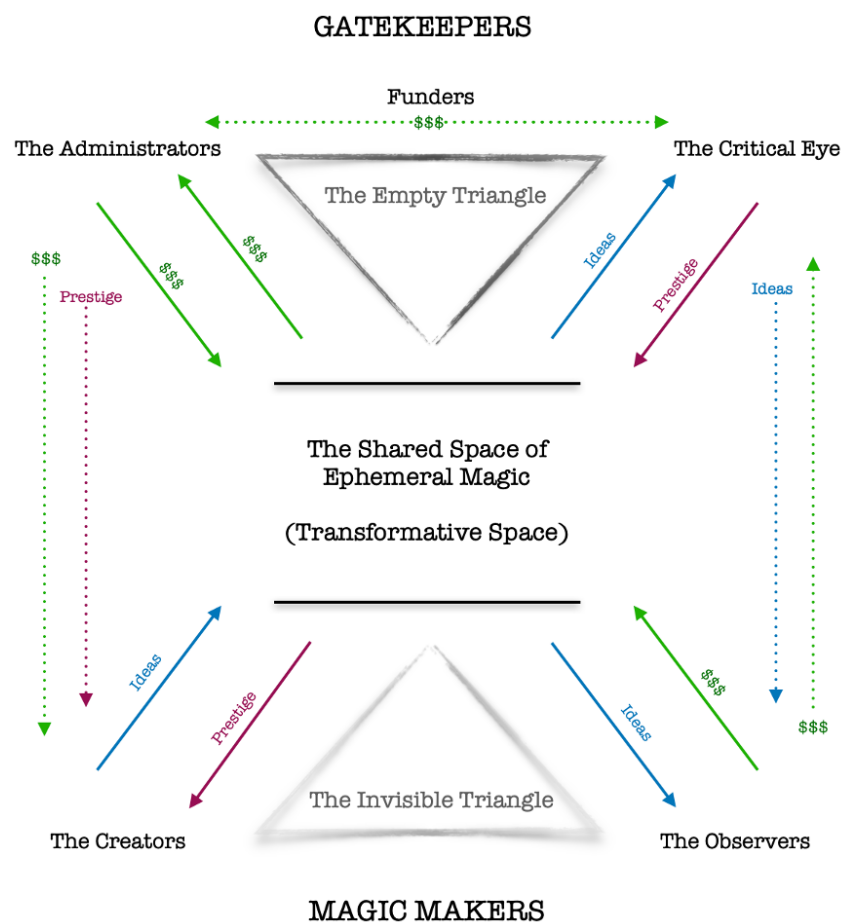 GATEKEEPERS
Funders
$$$
The Administrators
The Critical Eye
The Empty Triangle
$$$
$$$
Ideas
Prestige
$$$
Prestige
Ideas
The Shared Space of
Ephemeral Magic
(Transformative Space)
Ideas
Prestige
Ideas
$$$
$$$
The Invisible Triangle
The Creators
The Observers
MAGIC MAKERS